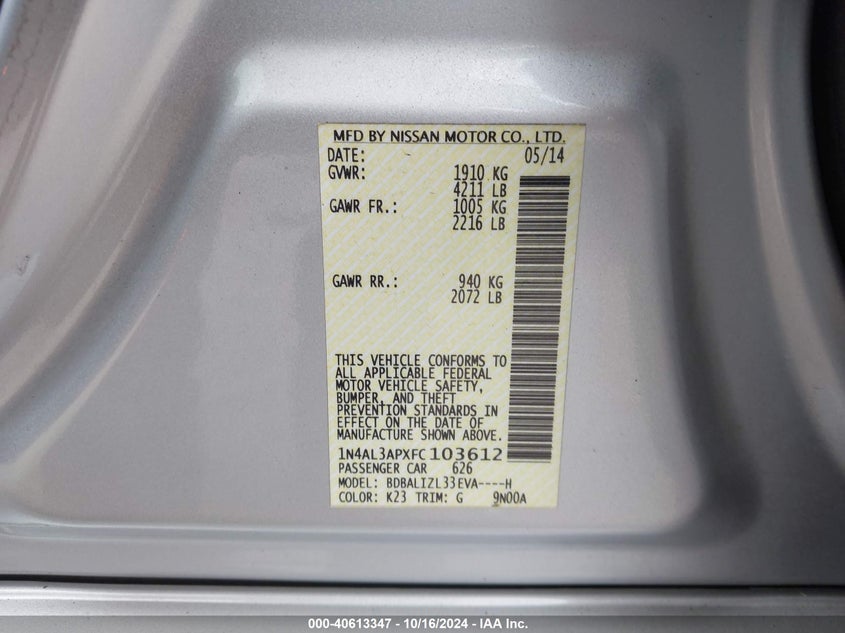 MFD BY NISSAN MOTOR CO., LTD.
DATE: 05/14
GVWR: 1910 KG
4211 LB
GAWR FR.: 1005 KG
2216 LB
GAWR RR.: 940 KG
2072 LB
THIS VEHICLE CONFORMS TO
ALL APPLICABLE FEDERAL
MOTOR VEHICLE SAFETY,
BUMPER, AND THEFT
PREVENTION STANDARDS IN
EFFECT ON THE DATE OF
MANUFACTURE SHOWN ABOVE.
1N4AL3APXFC103612
PASSENGER CAR 626
MODEL: BDBALIZL33EVA----H
COLOR: K23 TRIM: G 9N00A
000-40613347 - 10/16/2024 - IAA Inc.